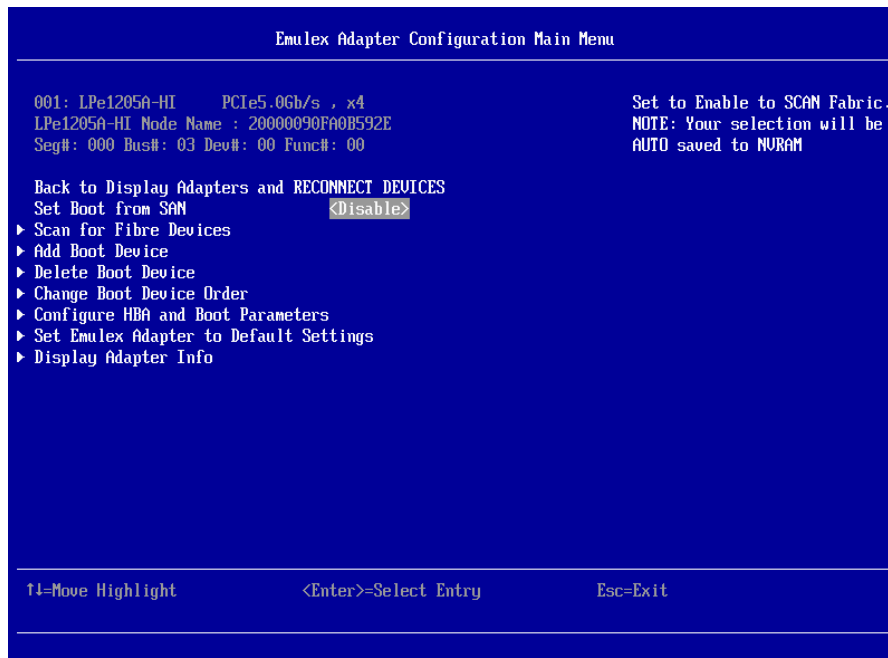 Emulex Adapter Configuration Main Menu
001: LPe1205A-HI PCIe5.0Gb/s , x4
LPe1205A-HI Node Name : 20000090FA0B592E
Seg#: 000 Bus#: 03 Dev#: 00 Func#: 00
Set to Enable to SCAN Fabric.
NOTE: Your selection will be
AUTO saved to NVRAM
Back to Display Adapters and RECONNECT DEVICES
Set Boot from SAN <Disable>
▶ Scan for Fibre Devices
▶ Add Boot Device
▶ Delete Boot Device
▶ Change Boot Device Order
▶ Configure HBA and Boot Parameters
▶ Set Emulex Adapter to Default Settings
▶ Display Adapter Info
↑↓=Move Highlight <Enter>=Select Entry Esc=Exit